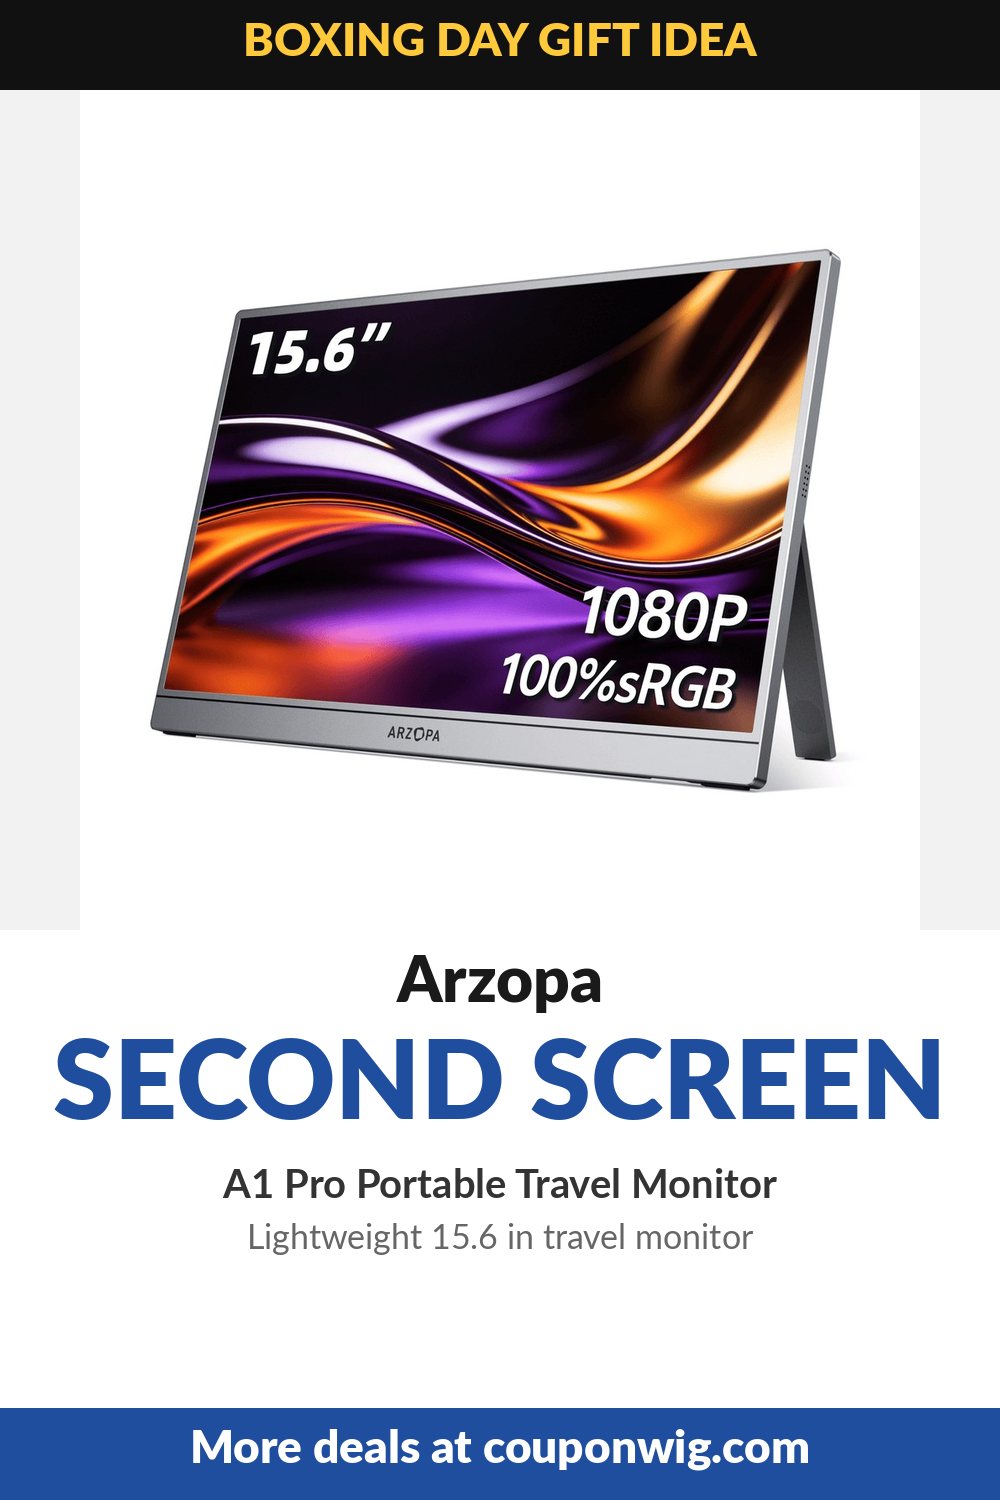 BOXING DAY GIFT IDEA
15.6”
1080P
100%sRGB
ARZOPA
Arzopa
SECOND SCREEN
A1 Pro Portable Travel Monitor
Lightweight 15.6 in travel monitor
More deals at couponwig.com